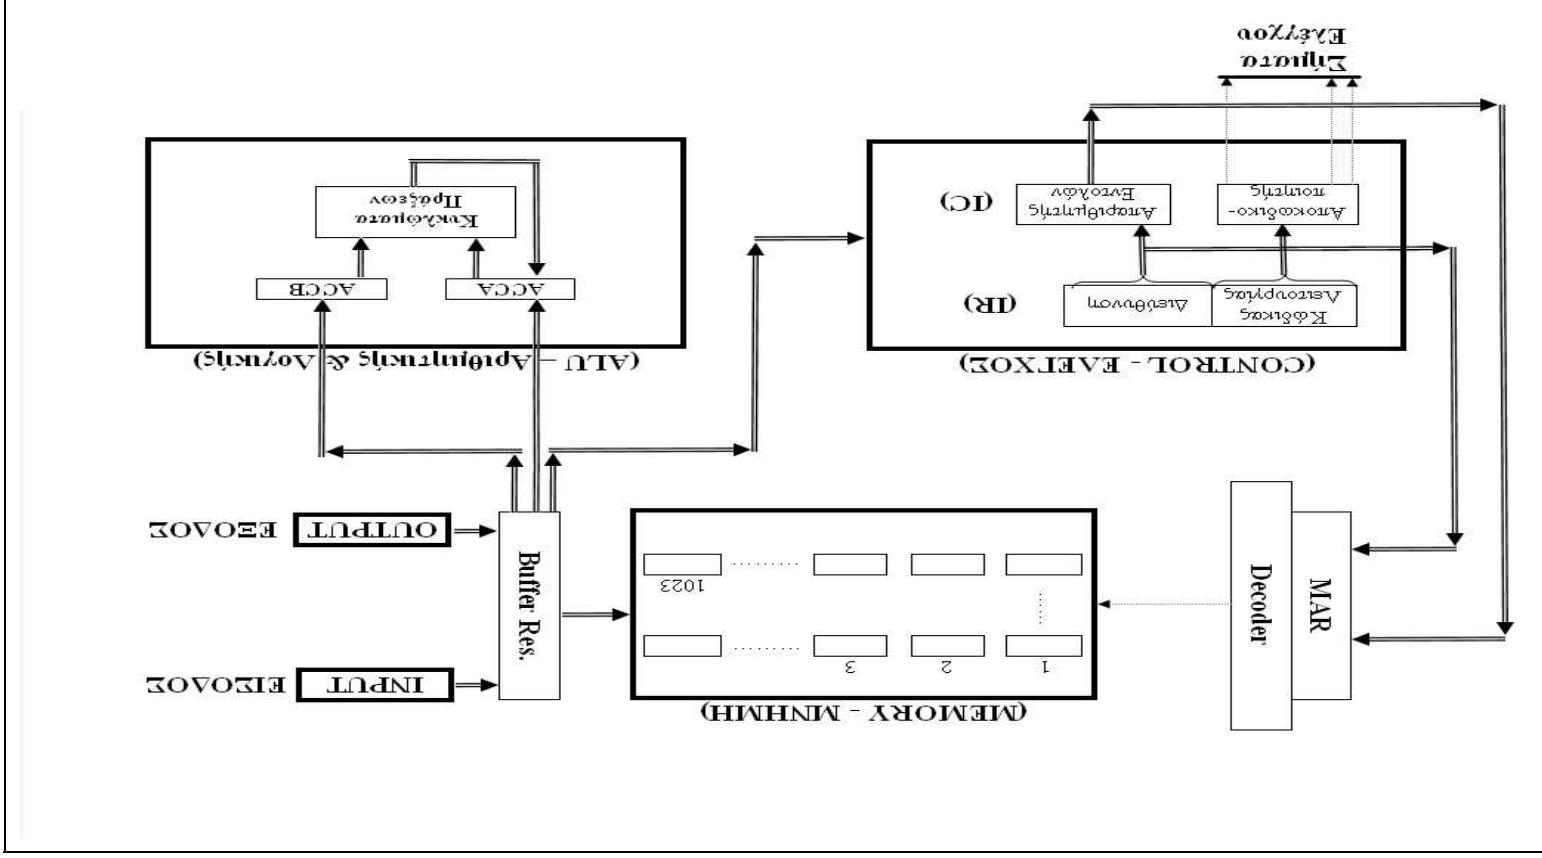 (MEMORY - ΜΝΗΜΗ)
INPUT
ΕΙΣΟΔΟΣ
1
2
3
1023
MAR
Decoder
Buffer Res.
OUTPUT
ΕΞΟΔΟΣ
(CONTROL - ΕΛΕΓΧΟΣ)
(ALU – Αριθμητικής & Λογικής)
Κώδικας
Λειτουργίας
Διεύθυνση
(IR)
ACCA
ACCB
Αποκωδικο-
ποιητής
Απαριθμητής
Εντολών
(IC)
Κυκλώματα
Πράξεων
Σήματα
Ελέγχου